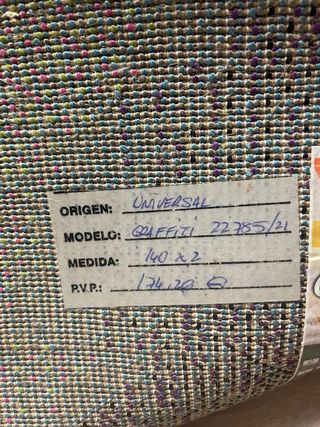 ORIGEN: UNIVERSAL
MODELO: GRAFFITI 22785/21
MEDIDA: 140 x 2
P.V.P.: 174,20 €